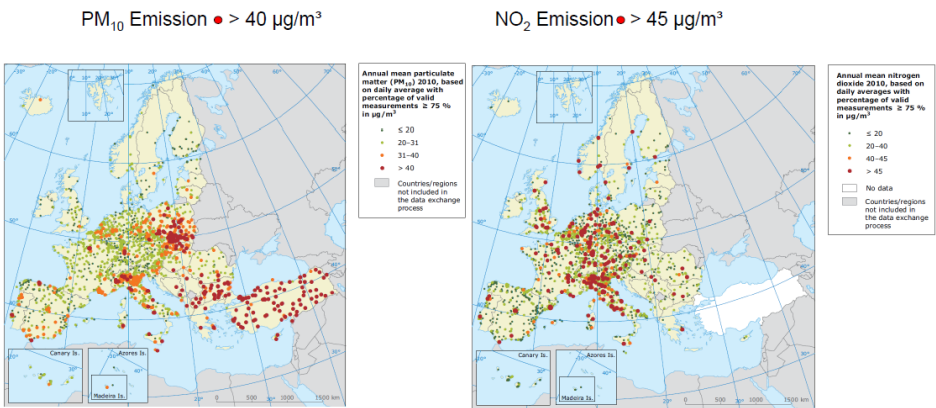 PM10 Emission ● > 40 µg/m³
NO2 Emission ● > 45 µg/m³
Annual mean particulate
matter (PM10) 2010, based
on daily average with
percentage of valid
measurements ≥ 75 %
in µg/m³
≤ 20
20–31
31–40
> 40
Countries/regions
not included in
the data exchange
process
Canary Is.
Azores Is.
Madeira Is.
0 500 1000 1500 km
Annual mean nitrogen
dioxide 2010, based on
daily averages with
percentage of valid
measurements ≥ 75 %
in µg/m³
≤ 20
20–40
40–45
> 45
No data
Countries/regions
not included in
the data exchange
process
Canary Is.
Azores Is.
Madeira Is.
0 500 1000 1500 km